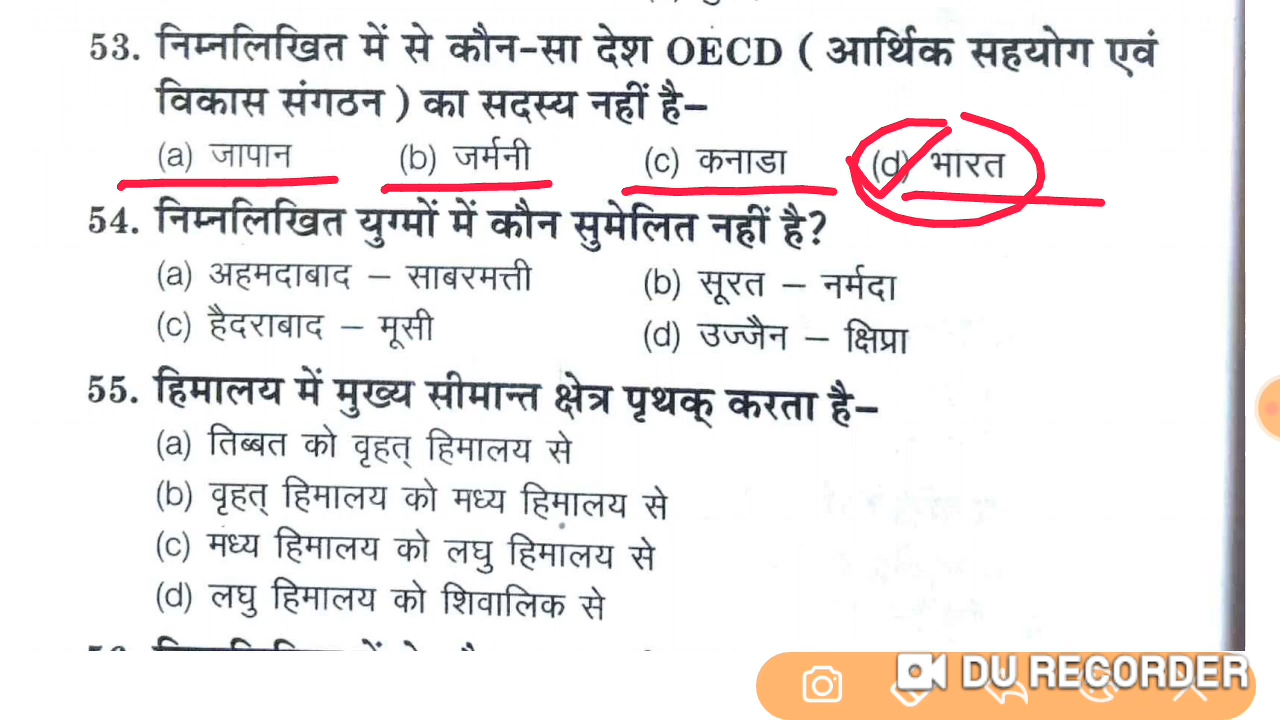 53. निम्नलिखित में से कौन-सा देश OECD ( आर्थिक सहयोग एवं
विकास संगठन ) का सदस्य नहीं है–
(a) जापान (b) जर्मनी (c) कनाडा (d) भारत
54. निम्नलिखित युग्मों में कौन सुमेलित नहीं है?
(a) अहमदाबाद – साबरमत्ती (b) सूरत – नर्मदा
(c) हैदराबाद – मूसी (d) उज्जैन – क्षिप्रा
55. हिमालय में मुख्य सीमान्त क्षेत्र पृथक् करता है–
(a) तिब्बत को वृहत् हिमालय से
(b) वृहत् हिमालय को मध्य हिमालय से
(c) मध्य हिमालय को लघु हिमालय से
(d) लघु हिमालय को शिवालिक से
DU RECORDER